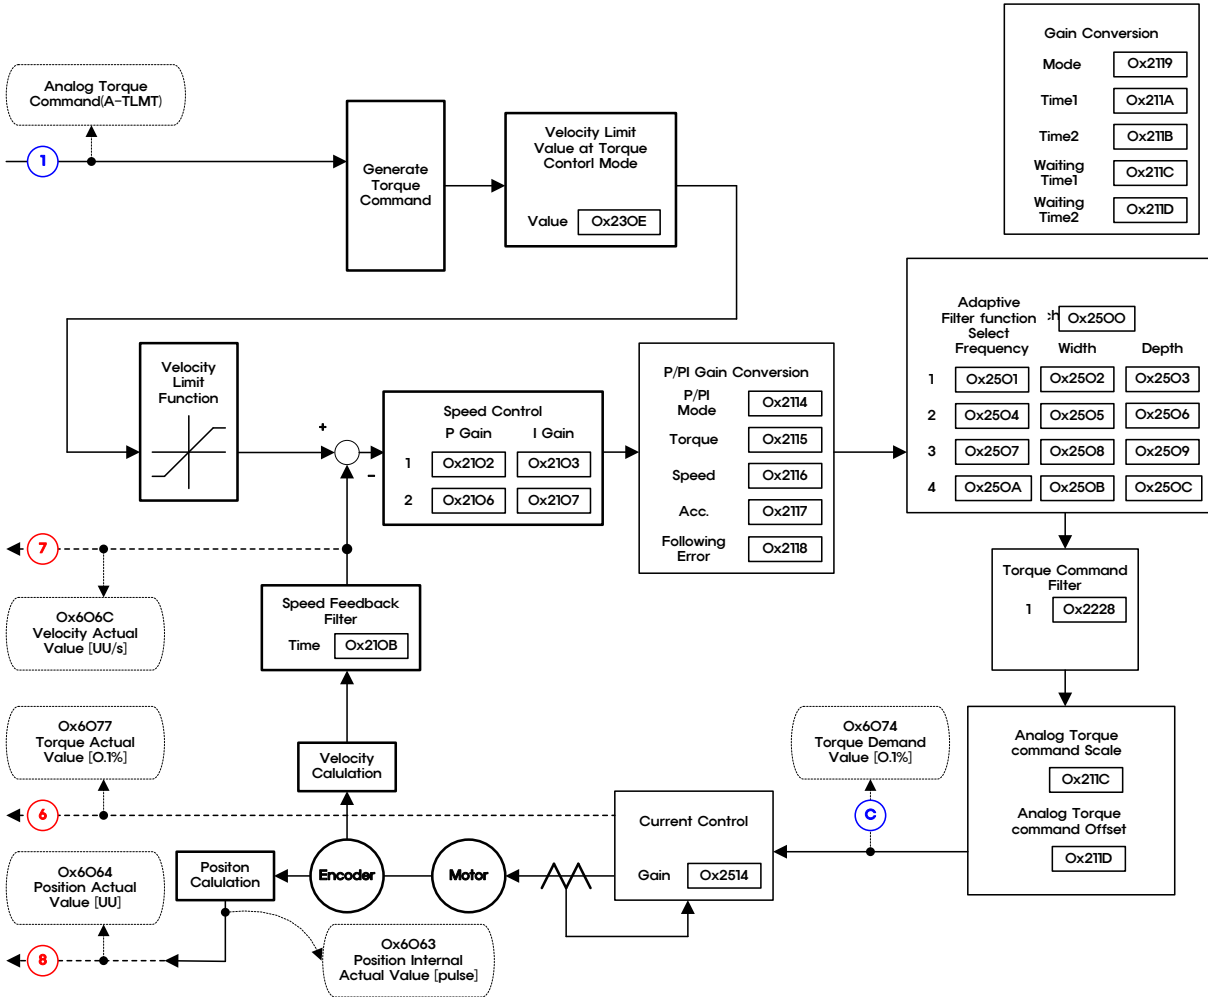 Gain Conversion
Mode 0x2119
Time1 0x211A
Time2 0x211B
Waiting
Time1 0x211C
Waiting
Time2 0x211D
Analog Torque
Command(A-TLMT)
1
Generate
Torque
Command
Velocity Limit
Value at Torque
Contorl Mode
Value 0x230E
Adaptive
Filter function
Select
0x2500
Frequency Width Depth
1 0x2501 0x2502 0x2503
2 0x2504 0x2505 0x2506
3 0x2507 0x2508 0x2509
4 0x250A 0x250B 0x250C
Velocity
Limit
Function
+
-
Speed Control
P Gain I Gain
1 0x2102 0x2103
2 0x2106 0x2107
P/PI Gain Conversion
P/PI
Mode 0x2114
Torque 0x2115
Speed 0x2116
Acc. 0x2117
Following
Error 0x2118
7
0x606C
Velocity Actual
Value [UU/s]
Speed Feedback
Filter
Time 0x210B
Torque Command
Filter
1 0x2228
0x6077
Torque Actual
Value [0.1%]
Velocity
Calulation
0x6074
Torque Demand
Value [0.1%]
Analog Torque
command Scale
0x211C
Analog Torque
command Offset
0x211D
6
C
Current Control
Gain 0x2514
0x6064
Position Actual
Value [UU]
Positon
Calulation
Encoder
Motor
8
0x6063
Position Internal
Actual Value [pulse]